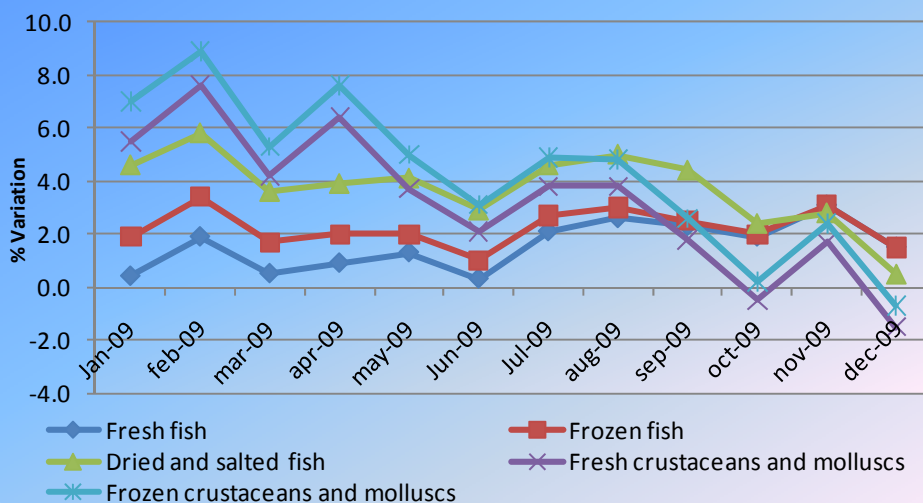 10.0
8.0
6.0
4.0
2.0
0.0
-2.0
-4.0
% Variation
Jan-09 feb-09 mar-09 apr-09 may-09 Jun-09 Jul-09 aug-09 sep-09 oct-09 nov-09 dec-09
Fresh fish Frozen fish
Dried and salted fish Fresh crustaceans and molluscs
Frozen crustaceans and molluscs